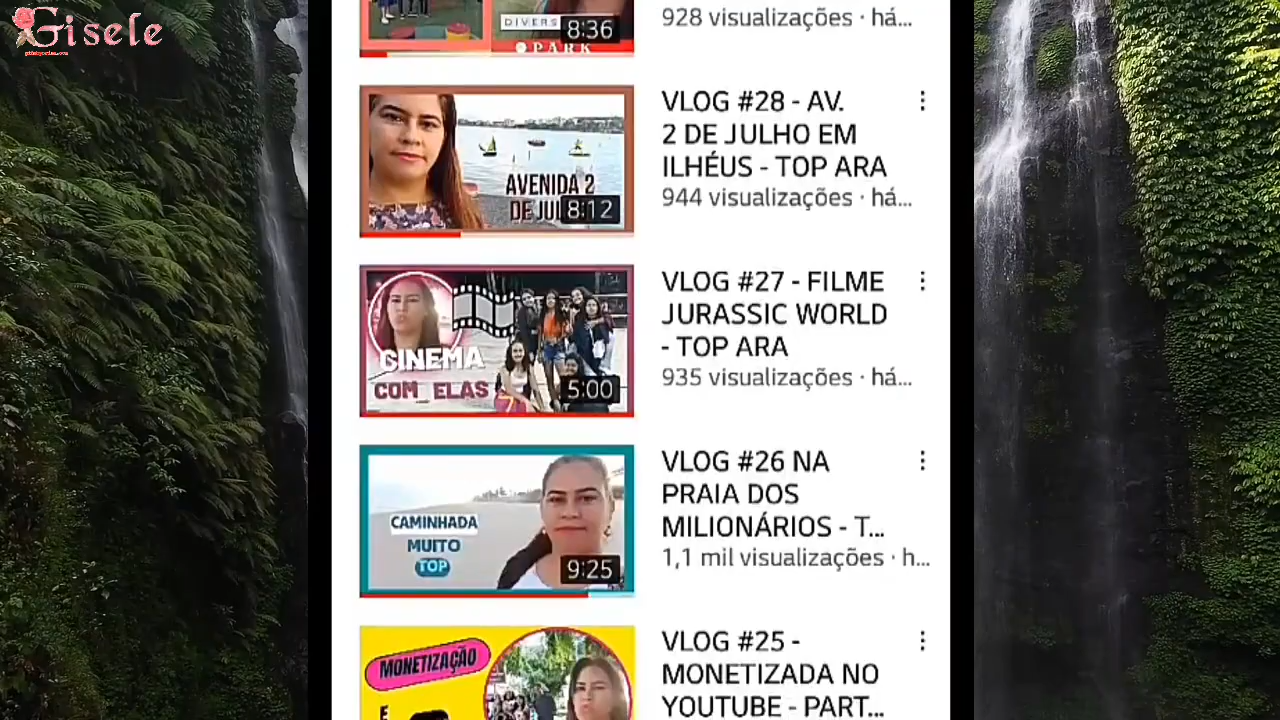 Gisele
DIVERS
8:36
PARK
928 visualizações · há...
VLOG #28 - AV.
2 DE JULHO EM
ILHÉUS - TOP ARA
944 visualizações · há...
AVENIDA 2
DE JUL
8:12
VLOG #27 - FILME
JURASSIC WORLD
- TOP ARA
935 visualizações · há...
CINEMA
COM_ELAS
5:00
VLOG #26 NA
PRAIA DOS
MILIONÁRIOS - T...
1,1 mil visualizações · h...
CAMINHADA
MUITO
TOP
9:25
VLOG #25 -
MONETIZADA NO
YOUTUBE - PART...
MONETIZAÇÃO
E